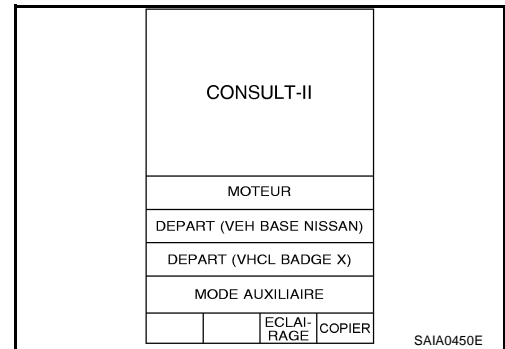 CONSULT-II
MOTEUR
DEPART (VEH BASE NISSAN)
DEPART (VHCL BADGE X)
MODE AUXILIAIRE
ECLAI-
RAGE
COPIER
SAIA0450E